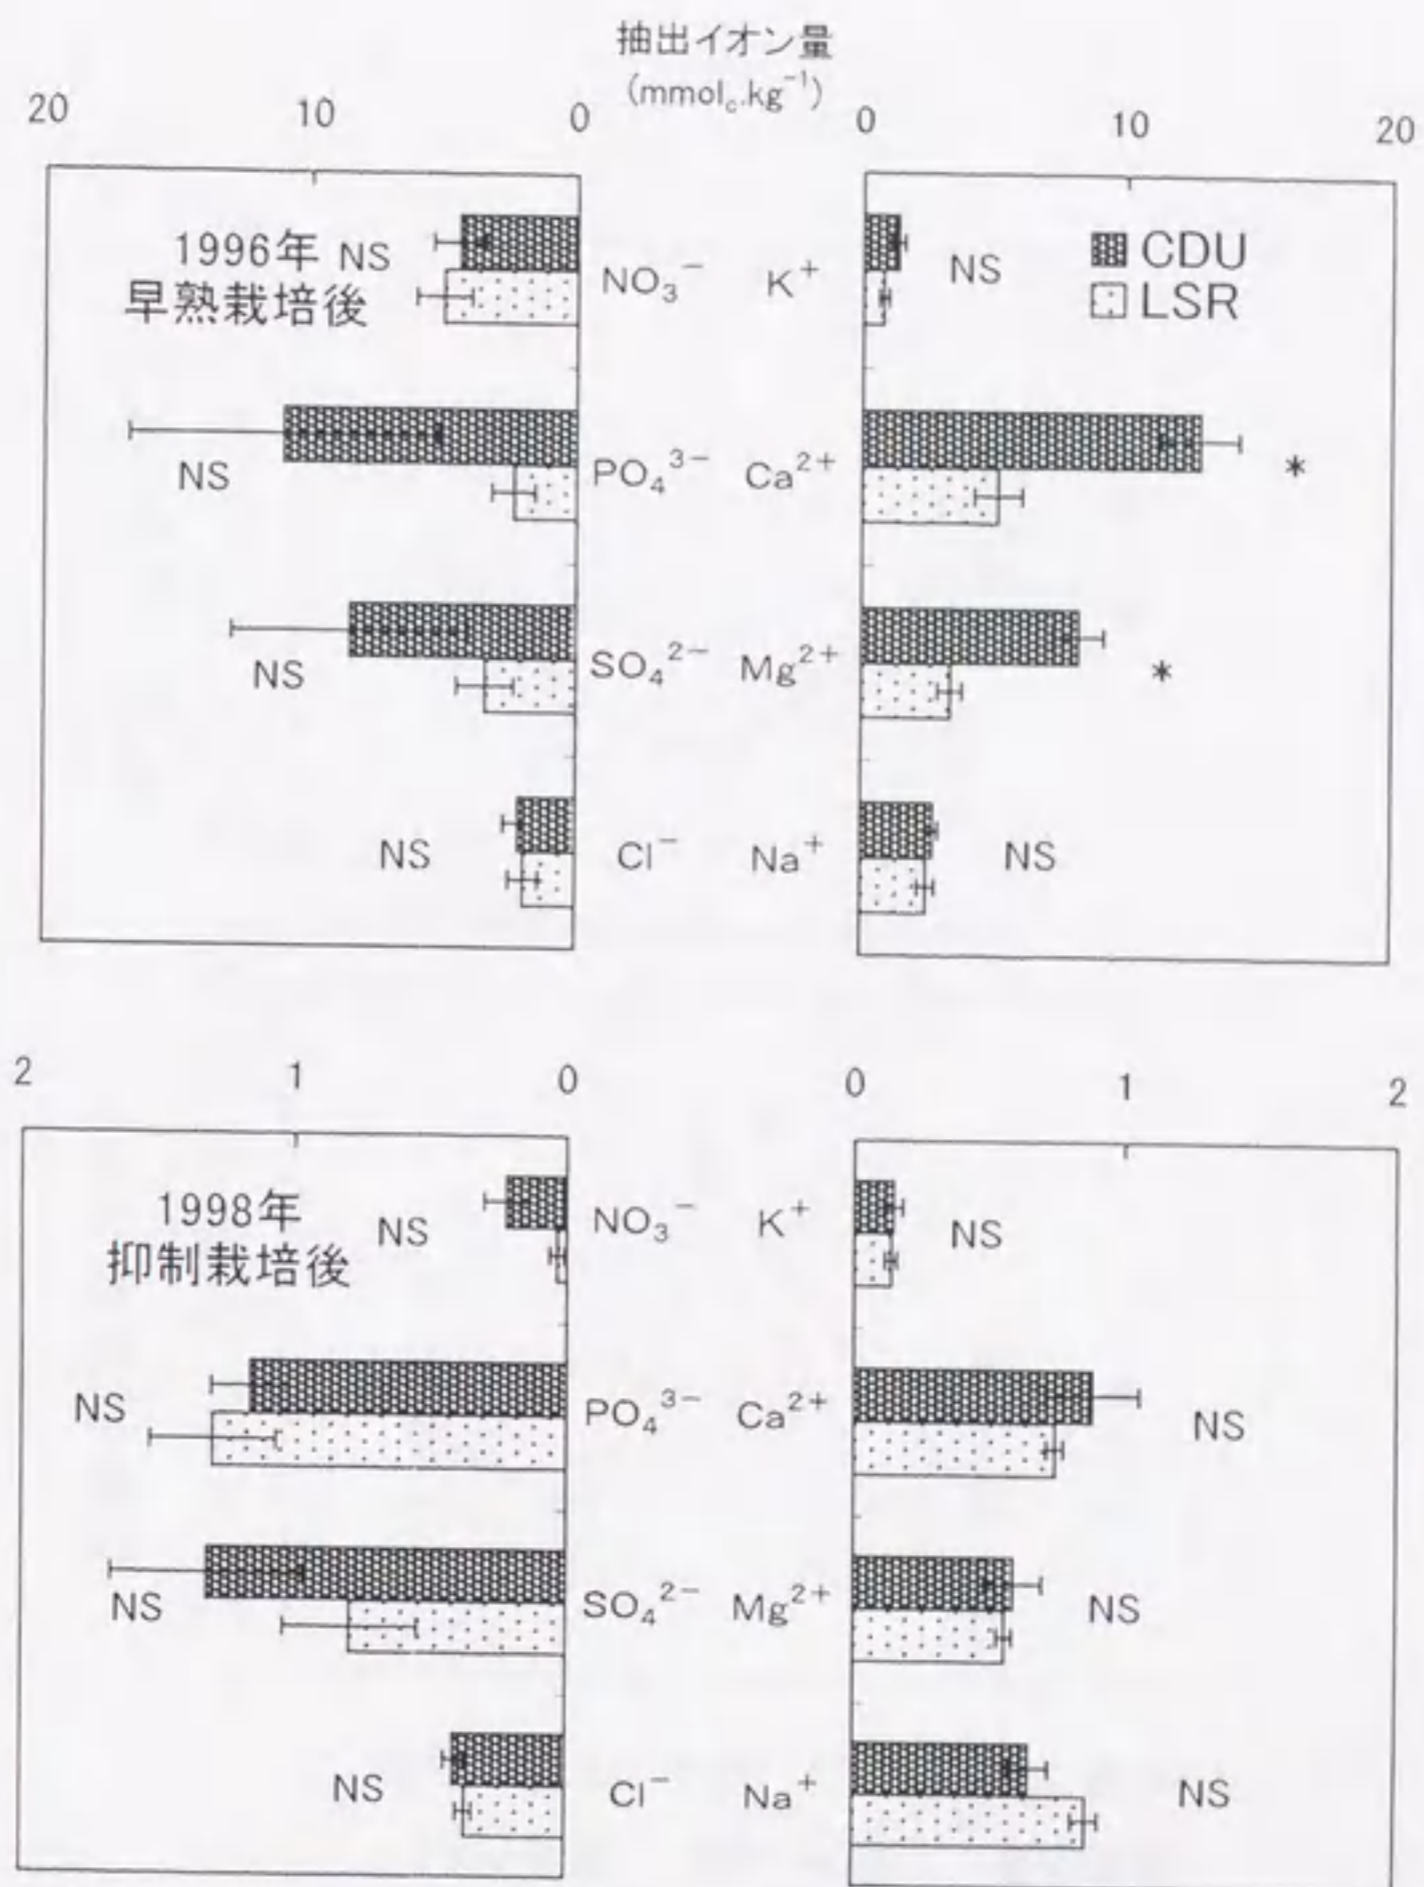 抽出イオン量
(mmol_c.kg⁻¹)
20 10 0 0 10 20
1996年
早熟栽培後
NS NO₃⁻ K⁺ NS
CDU
LSR
NS PO₄³⁻ Ca²⁺ *
NS SO₄²⁻ Mg²⁺ *
NS Cl⁻ Na⁺ NS
2 1 0 0 1 2
1998年
抑制栽培後
NS NO₃⁻ K⁺ NS
NS PO₄³⁻ Ca²⁺ NS
NS SO₄²⁻ Mg²⁺ NS
NS Cl⁻ Na⁺ NS